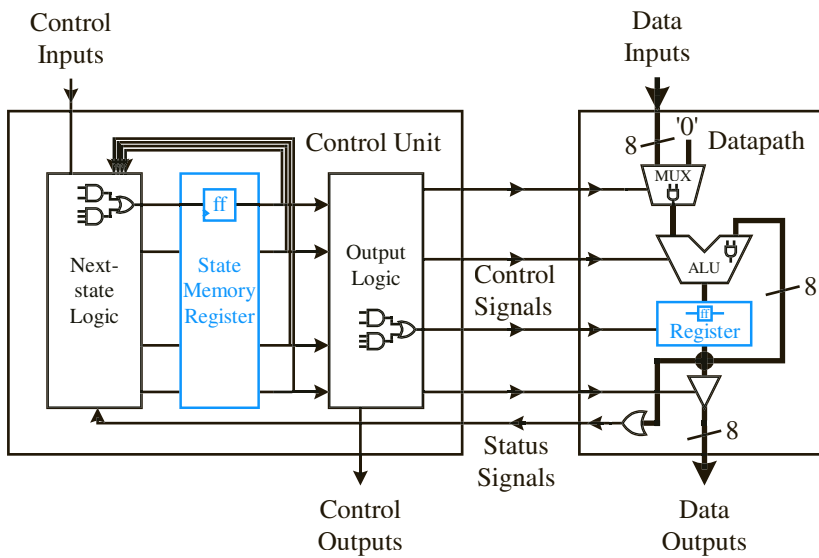 Control
Inputs
Data
Inputs
Control Unit
'0'
8
Datapath
MUX
ff
Next-
state
Logic
State
Memory
Register
Output
Logic
Control
Signals
ALU
8
ff
Register
Status
Signals
8
Control
Outputs
Data
Outputs